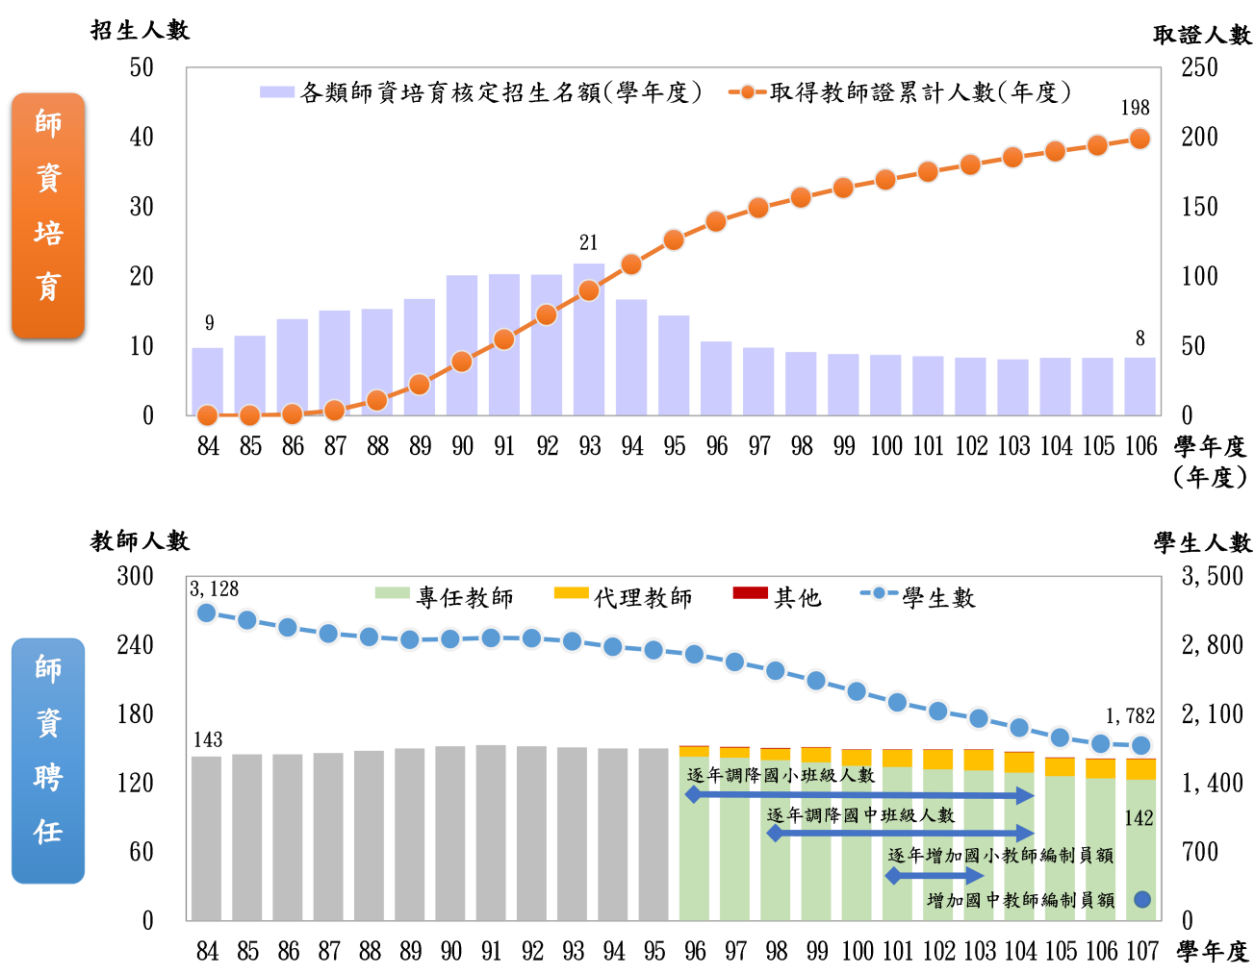 招生人數
取證人數
50
40
30
20
10
0
250
200
150
100
50
0
各類師資培育核定招生名額(學年度)
取得教師證累計人數(年度)
師資培育
9
21
198
8
84 85 86 87 88 89 90 91 92 93 94 95 96 97 98 99 100 101 102 103 104 105 106
學年度
(年度)
教師人數
學生人數
300
240
180
120
60
0
3,500
2,800
2,100
1,400
700
0
專任教師 代理教師 其他 學生數
師資聘任
3,128
143
1,782
逐年調降國小班級人數
逐年調降國中班級人數
142
逐年增加國小教師編制員額
增加國中教師編制員額
84 85 86 87 88 89 90 91 92 93 94 95 96 97 98 99 100 101 102 103 104 105 106 107 學年度